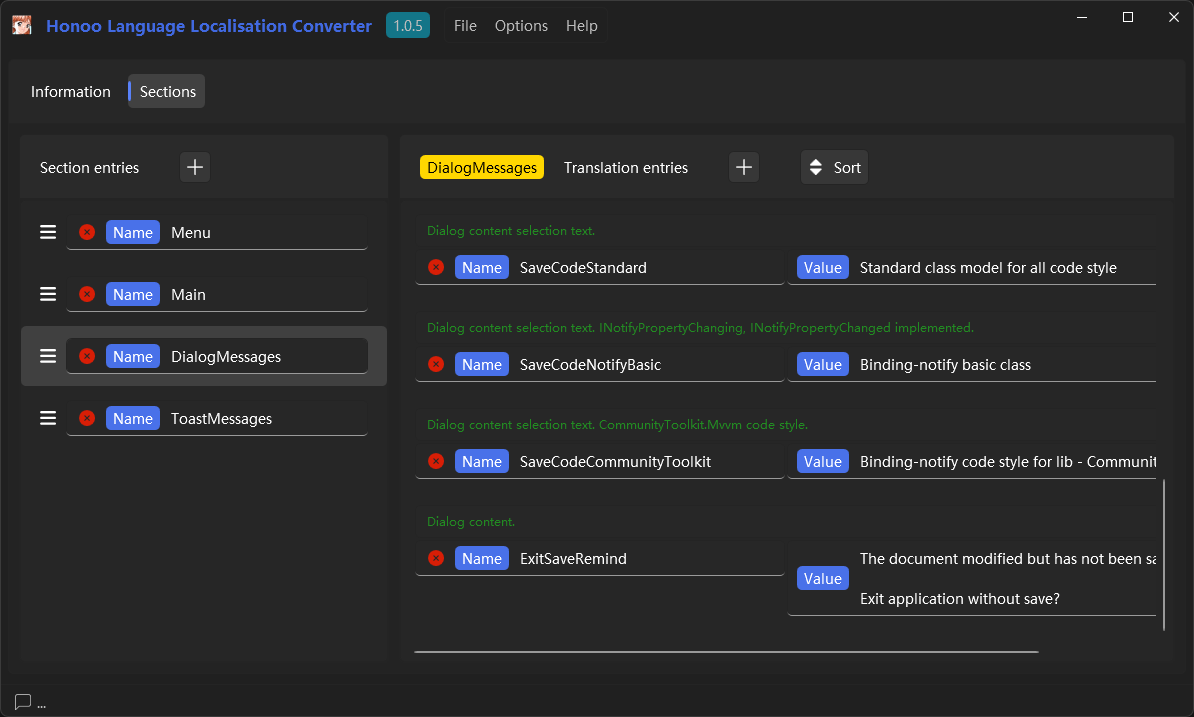 Honoo Language Localisation Converter 1.0.5 File Options Help
Information Sections
Section entries
Name Menu
Name Main
Name DialogMessages
Name ToastMessages
DialogMessages Translation entries Sort
Dialog content selection text.
Name SaveCodeStandard Value Standard class model for all code style
Dialog content selection text. INotifyPropertyChanging, INotifyPropertyChanged implemented.
Name SaveCodeNotifyBasic Value Binding-notify basic class
Dialog content selection text. CommunityToolkit.Mvvm code style.
Name SaveCodeCommunityToolkit Value Binding-notify code style for lib - Communit
Dialog content.
Name ExitSaveRemind
Value
The document modified but has not been sa
Exit application without save?
...